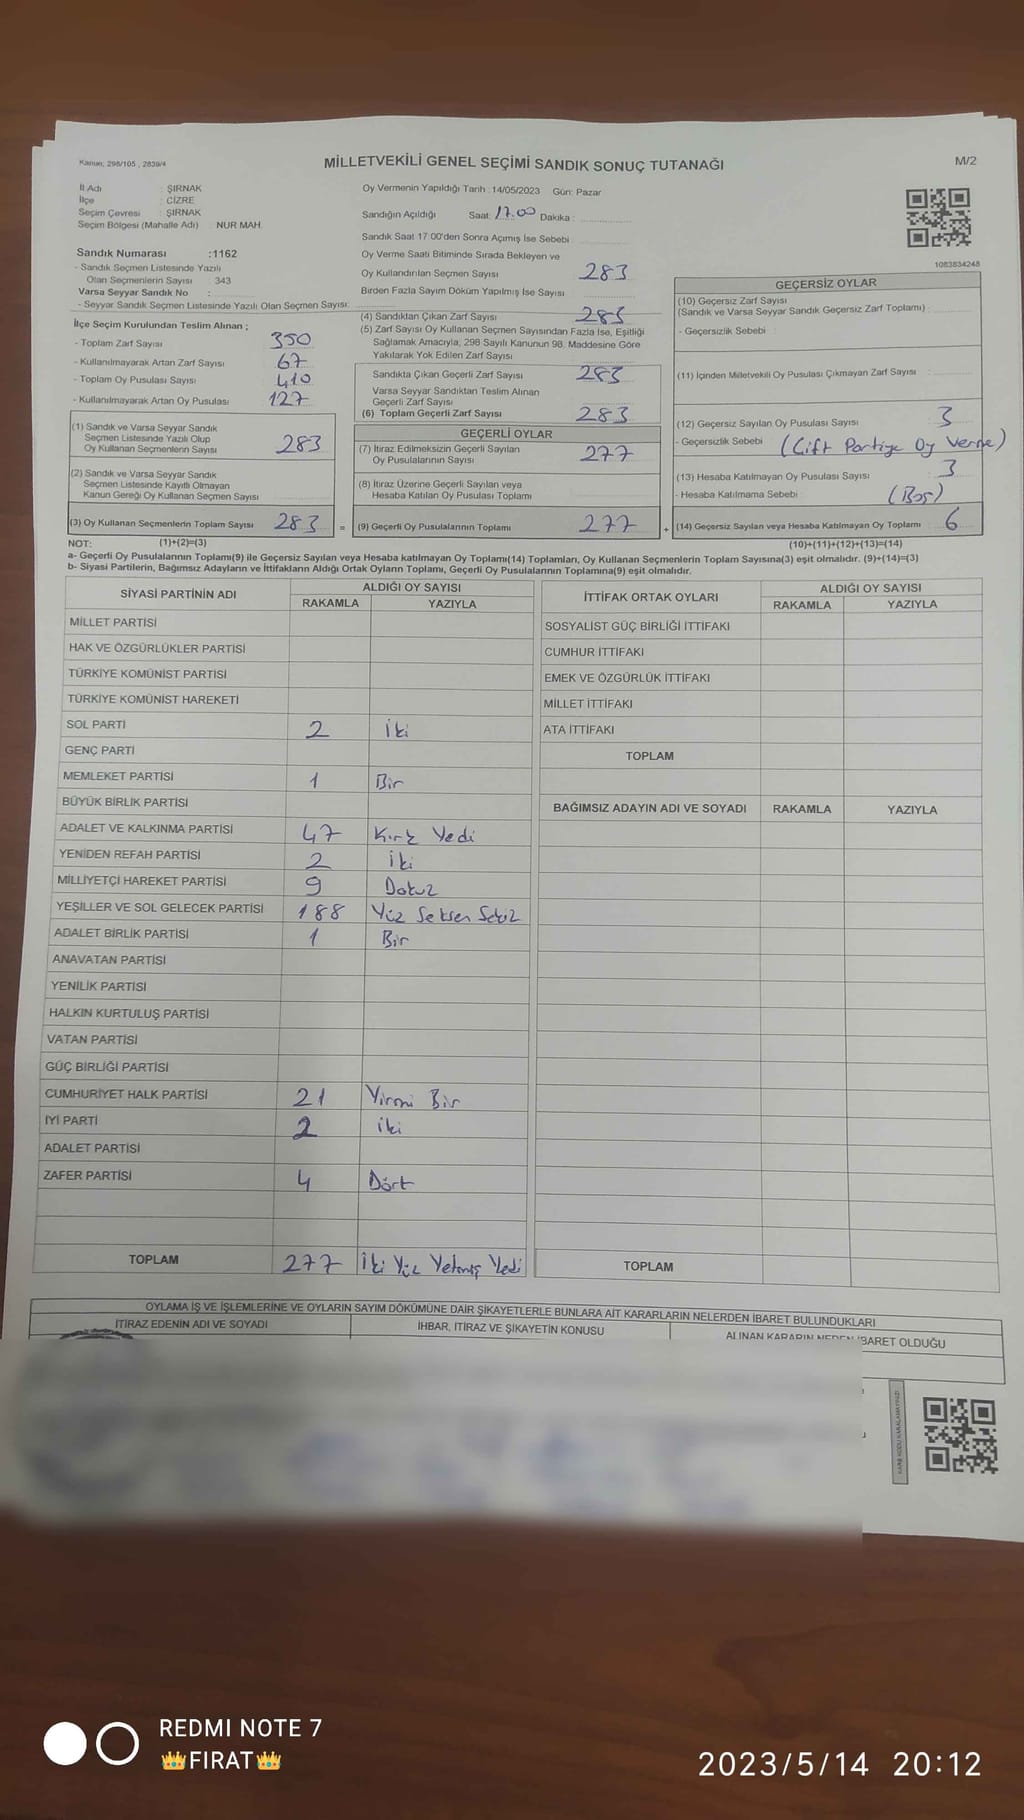 Kanun; 298/105 , 2839/4
MİLLETVEKİLİ GENEL SEÇİMİ SANDIK SONUÇ TUTANAĞI
M/2
İl Adı : ŞIRNAK
İlçe : CİZRE
Seçim Çevresi : ŞIRNAK
Seçim Bölgesi (Mahalle Adı) : NUR MAH.
Sandık Numarası :1162
- Sandık Seçmen Listesinde Yazılı
Olan Seçmenlerin Sayısı : 343
Varsa Seyyar Sandık No :
- Seyyar Sandık Seçmen Listesinde Yazılı Olan Seçmen Sayısı:
İlçe Seçim Kurulundan Teslim Alınan ;
- Toplam Zarf Sayısı 350
- Kullanılmayarak Artan Zarf Sayısı 67
- Toplam Oy Pusulası Sayısı 410
- Kullanılmayarak Artan Oy Pusulası 127
(1) Sandık ve Varsa Seyyar Sandık
Seçmen Listesinde Yazılı Olup
Oy Kullanan Seçmenlerin Sayısı 283
(2) Sandık ve Varsa Seyyar Sandık
Seçmen Listesinde Kayıtlı Olmayan
Kanun Gereği Oy Kullanan Seçmen Sayısı
(3) Oy Kullanan Seçmenlerin Toplam Sayısı 283 =
(1)+(2)=(3)
Oy Vermenin Yapıldığı Tarih :14/05/2023 Gün: Pazar
Sandığın Açıldığı Saat: 17.00 Dakika :
Sandık Saat 17:00'den Sonra Açımış İse Sebebi
Oy Verme Saati Bitiminde Sırada Bekleyen ve
Oy Kullandırılan Seçmen Sayısı 283
Birden Fazla Sayım Döküm Yapılmış İse Sayısı
(4) Sandıktan Çıkan Zarf Sayısı 283
(5) Zarf Sayısı Oy Kullanan Seçmen Sayısından Fazla İse, Eşitliği
Sağlamak Amacıyla, 298 Sayılı Kanunun 98. Maddesine Göre
Yakılarak Yok Edilen Zarf Sayısı
Sandıkta Çıkan Geçerli Zarf Sayısı 283
Varsa Seyyar Sandıktan Teslim Alınan
Geçerli Zarf Sayısı
(6) Toplam Geçerli Zarf Sayısı 283
GEÇERLİ OYLAR
(7) İtiraz Edilmeksizin Geçerli Sayılan
Oy Pusulalarının Sayısı 277
(8) İtiraz Üzerine Geçerli Sayılan veya
Hesaba Katılan Oy Pusulası Toplamı
(9) Geçerli Oy Pusulalarının Toplamı 277 +
1083834248
GEÇERSİZ OYLAR
(10) Geçersiz Zarf Sayısı
(Sandık ve Varsa Seyyar Sandık Geçersiz Zarf Toplamı) :
- Geçersizlik Sebebi :
(11) İçinden Milletvekili Oy Pusulası Çıkmayan Zarf Sayısı :
(12) Geçersiz Sayılan Oy Pusulası Sayısı : 3
- Geçersizlik Sebebi : (Çift Partiye Oy Verme)
(13) Hesaba Katılmayan Oy Pusulası Sayısı : 3
- Hesaba Katılmama Sebebi : (Boş)
(14) Geçersiz Sayılan veya Hesaba Katılmayan Oy Toplamı : 6
(10)+(11)+(12)+(13)=(14)
NOT:
a- Geçerli Oy Pusulalarının Toplamı(9) ile Geçersiz Sayılan veya Hesaba katılmayan Oy Toplamı(14) Toplamları, Oy Kullanan Seçmenlerin Toplam Sayısına(3) eşit olmalıdır. (9)+(14)=(3)
b- Siyasi Partilerin, Bağımsız Adayların ve İttifakların Aldığı Ortak Oyların Toplamı, Geçerli Oy Pusulalarının Toplamına(9) eşit olmalıdır.
SİYASİ PARTİNİN ADI ALDIĞI OY SAYISI
RAKAMLA YAZIYLA
MİLLET PARTİSİ
HAK VE ÖZGÜRLÜKLER PARTİSİ
TÜRKİYE KOMÜNİST PARTİSİ
TÜRKİYE KOMÜNİST HAREKETİ
SOL PARTİ 2 İki
GENÇ PARTİ
MEMLEKET PARTİSİ 1 Bir
BÜYÜK BİRLİK PARTİSİ
ADALET VE KALKINMA PARTİSİ 47 Kırk Yedi
YENİDEN REFAH PARTİSİ 2 İki
MİLLİYETÇİ HAREKET PARTİSİ 9 Dokuz
YEŞİLLER VE SOL GELECEK PARTİSİ 188 Yüz Seksen Sekiz
ADALET BİRLİK PARTİSİ 1 Bir
ANAVATAN PARTİSİ
YENİLİK PARTİSİ
HALKIN KURTULUŞ PARTİSİ
VATAN PARTİSİ
GÜÇ BİRLİĞİ PARTİSİ
CUMHURİYET HALK PARTİSİ 21 Yirmi Bir
İYİ PARTİ 2 iki
ADALET PARTİSİ
ZAFER PARTİSİ 4 Dört
TOPLAM 277 İki Yüz Yetmiş Yedi
İTTİFAK ORTAK OYLARI ALDIĞI OY SAYISI
RAKAMLA YAZIYLA
SOSYALİST GÜÇ BİRLİĞİ İTTİFAKI
CUMHUR İTTİFAKI
EMEK VE ÖZGÜRLÜK İTTİFAKI
MİLLET İTTİFAKI
ATA İTTİFAKI
TOPLAM
BAĞIMSIZ ADAYIN ADI VE SOYADI RAKAMLA YAZIYLA
TOPLAM
OYLAMA İŞ VE İŞLEMLERİNE VE OYLARIN SAYIM DÖKÜMÜNE DAİR ŞİKAYETLERLE BUNLARA AİT KARARLARIN NELERDEN İBARET BULUNDUKLARI
İTİRAZ EDENİN ADI VE SOYADI İHBAR, İTİRAZ VE ŞİKAYETİN KONUSU ALINAN KARARIN NEDEN İBARET OLDUĞU
REDMI NOTE 7
👑FIRAT👑
2023/5/14 20:12